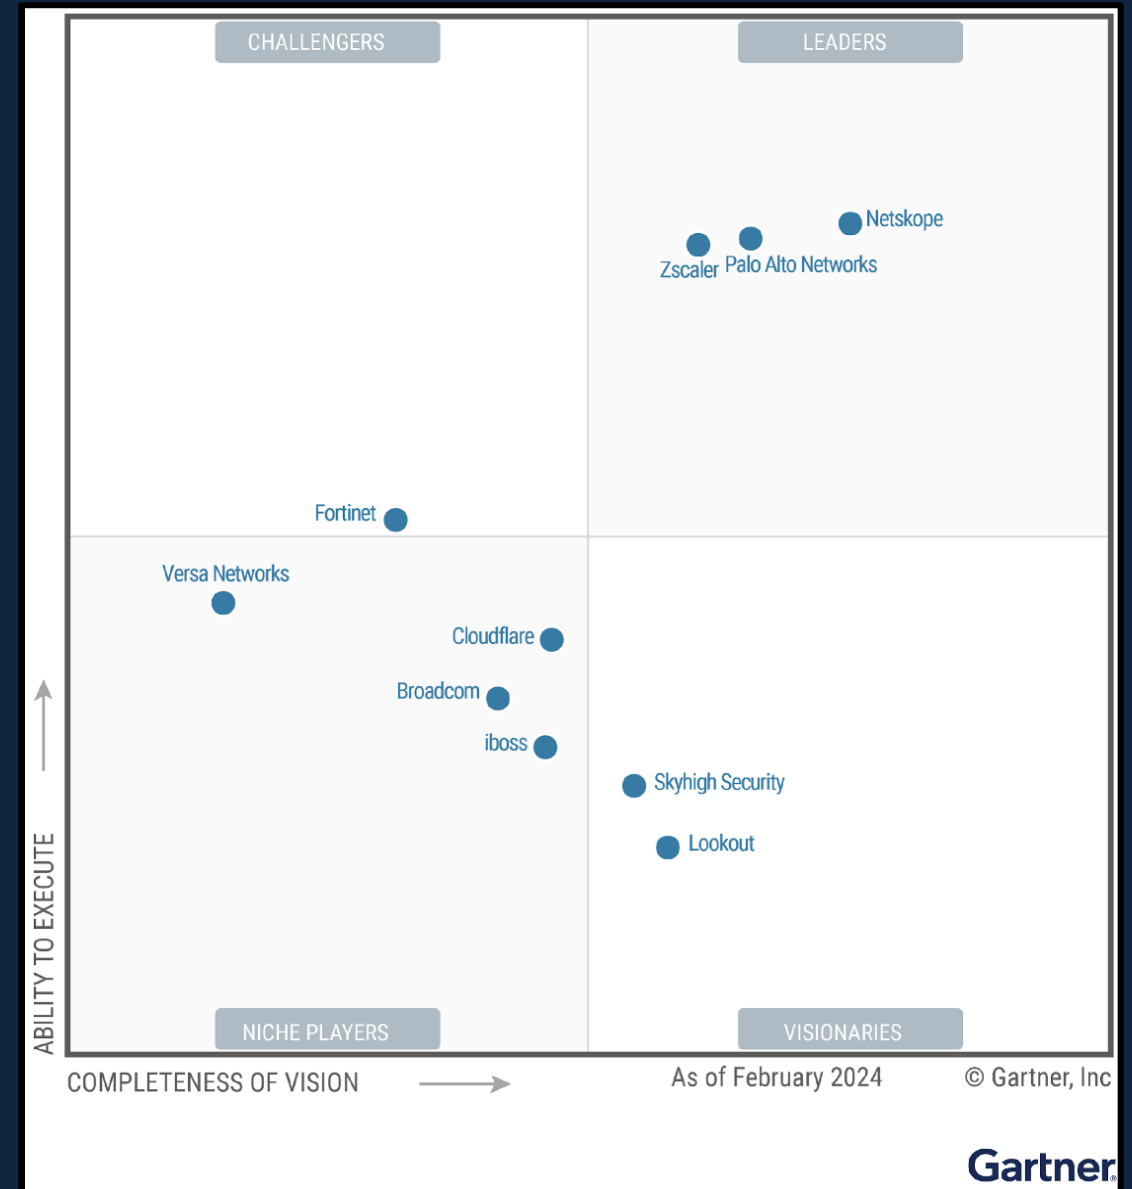 CHALLENGERS
LEADERS
Netskope
Zscaler
Palo Alto Networks
Fortinet
Versa Networks
Cloudflare
Broadcom
iboss
Skyhigh Security
Lookout
ABILITY TO EXECUTE
NICHE PLAYERS
VISIONARIES
COMPLETENESS OF VISION
As of February 2024
© Gartner, Inc
Gartner®